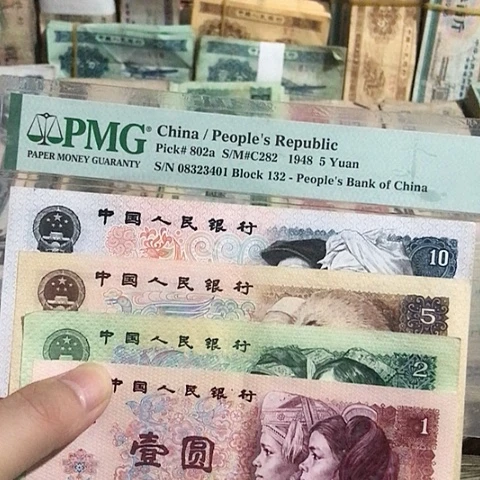 PMG
PAPER MONEY GUARANTY
China / People's Republic
Pick# 802a S/M#C282 1948 5 Yuan
S/N 08323401 Block 132 - People's Bank of China
中国人民银行
10
中国人民银行
5
中国人民银行
2
中国人民银行
1
壹圆